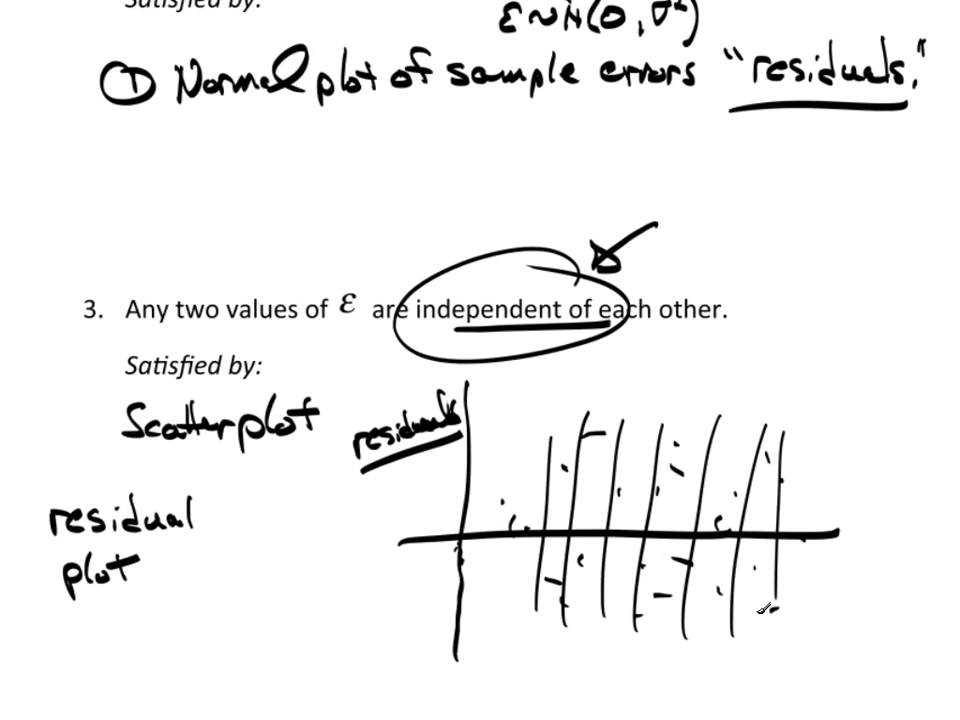 Satisfied by:
ε ~ N(0, σ²)
① Normal plot of sample errors "residuals."
3. Any two values of ε are independent of each other.
Satisfied by:
Scatterplot
residuals
residual
plot